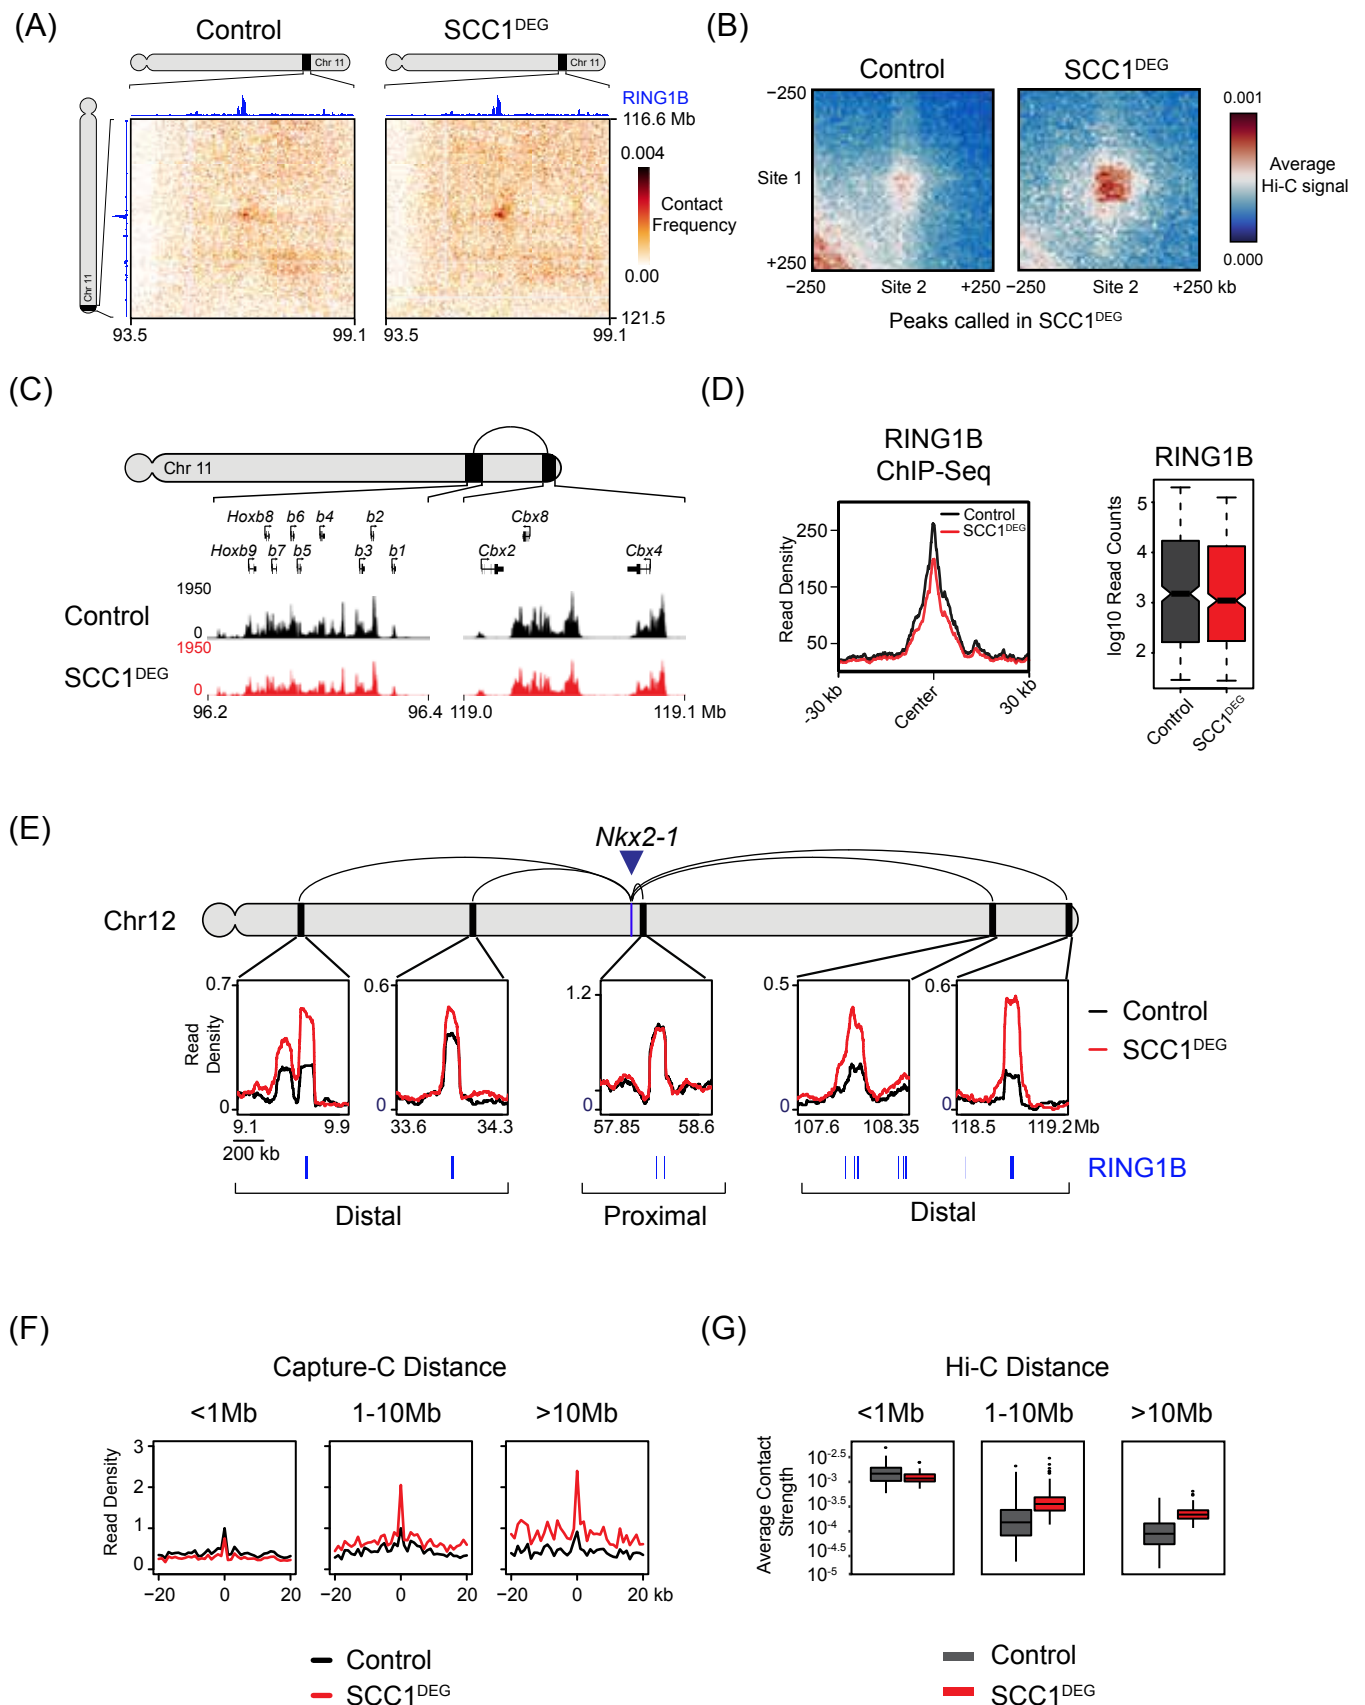 (A)
Control
SCC1DEG
Chr 11
Chr 11
RING1B
116.6 Mb
0.004
Contact
Frequency
0.00
121.5
Chr 11
93.5
99.1
93.5
99.1
(B)
Control
SCC1DEG
−250
Site 1
+250
−250
Site 2
+250
−250
Site 2
+250 kb
0.001
Average
Hi-C signal
0.000
Peaks called in SCC1DEG
(C)
Chr 11
Hoxb8 b6 b4 b2
Hoxb9 b7 b5 b3 b1
Cbx8
Cbx2
Cbx4
Control
1950
0
SCC1DEG
1950
0
96.2
96.4
119.0
119.1 Mb
(D)
RING1B
ChIP-Seq
Control
SCC1DEG
Read Density
250
150
50
-30 kb
Center
30 kb
RING1B
log10 Read Counts
5
4
3
2
Control
SCC1DEG
(E)
Nkx2-1
Chr12
Read
Density
0.7
0
0.6
0
1.2
0
0.5
0
0.6
0
Control
SCC1DEG
9.1
9.9
33.6
34.3
57.85
58.6
107.6
108.35
118.5
119.2 Mb
200 kb
RING1B
Distal
Proximal
Distal
(F)
Capture-C Distance
<1Mb
1-10Mb
>10Mb
Read Density
3
2
1
0
−20
0
20
−20
0
20
−20
0
20 kb
Control
SCC1DEG
(G)
Hi-C Distance
<1Mb
1-10Mb
>10Mb
Average Contact
Strength
10-2.5
10-3
10-3.5
10-4
10-4.5
10-5
Control
SCC1DEG